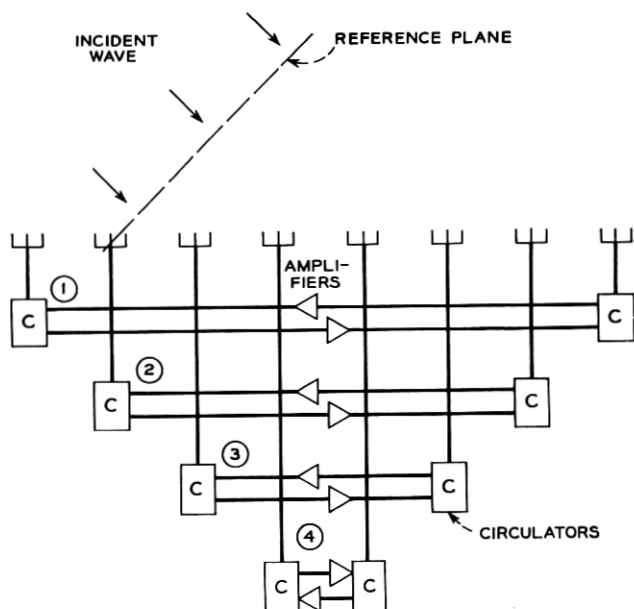 INCIDENT
WAVE
REFERENCE PLANE
AMPLI-
FIERS
1
C
C
2
C
C
3
C
C
CIRCULATORS
4
C
C